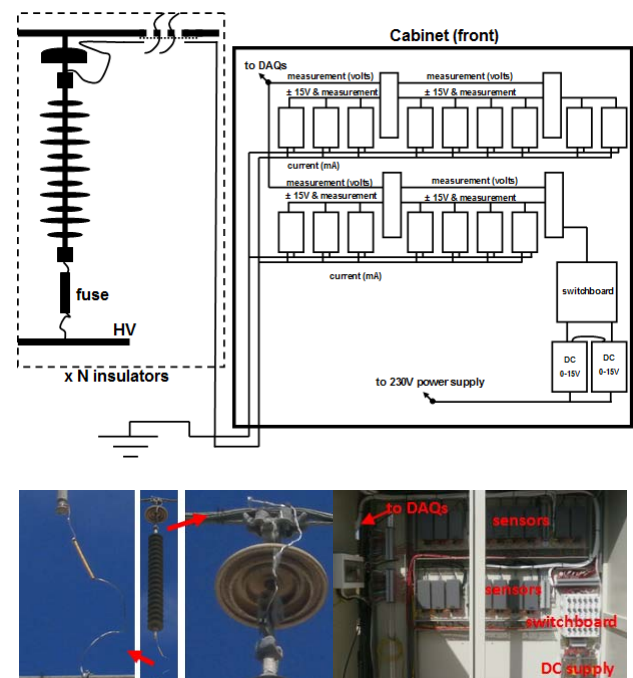 Cabinet (front)
to DAQs
measurement (volts) measurement (volts)
± 15V & measurement ± 15V & measurement
current (mA)
measurement (volts) measurement (volts)
± 15V & measurement ± 15V & measurement
current (mA)
fuse
HV
x N insulators
switchboard
DC
0-15V
DC
0-15V
to 230V power supply
to DAQs
sensors
sensors
switchboard
DC supply